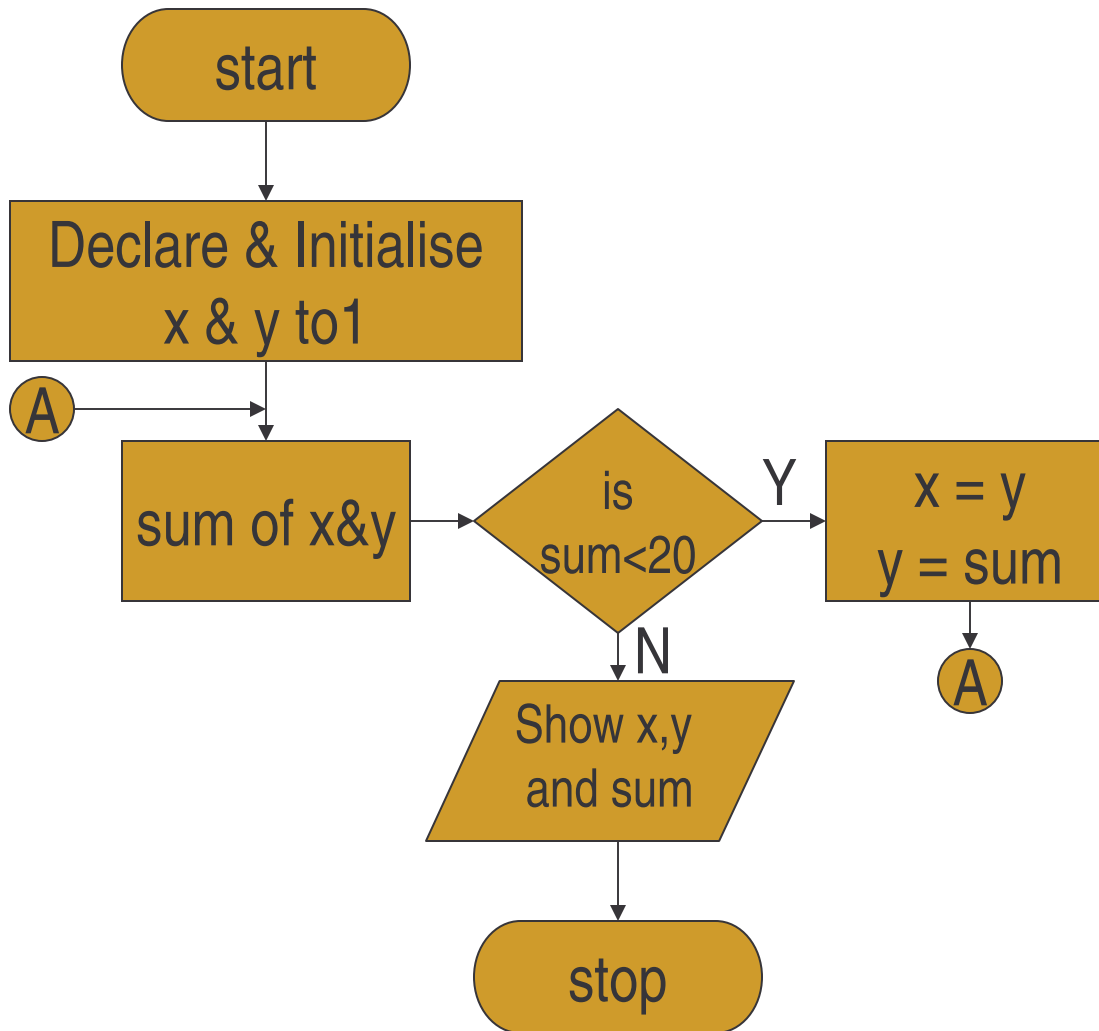 start
Declare & Initialise
x & y to1
A
sum of x&y
is
sum<20
Y
x = y
y = sum
A
N
Show x,y
and sum
stop